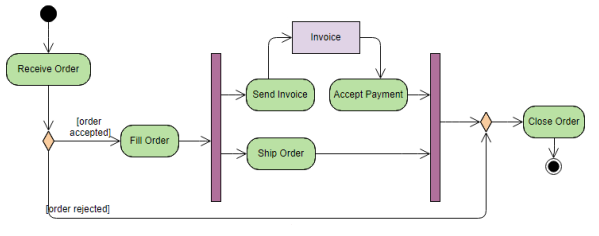 Receive Order
[order
accepted]
Fill Order
Invoice
Send Invoice
Accept Payment
Ship Order
Close Order
[order rejected]